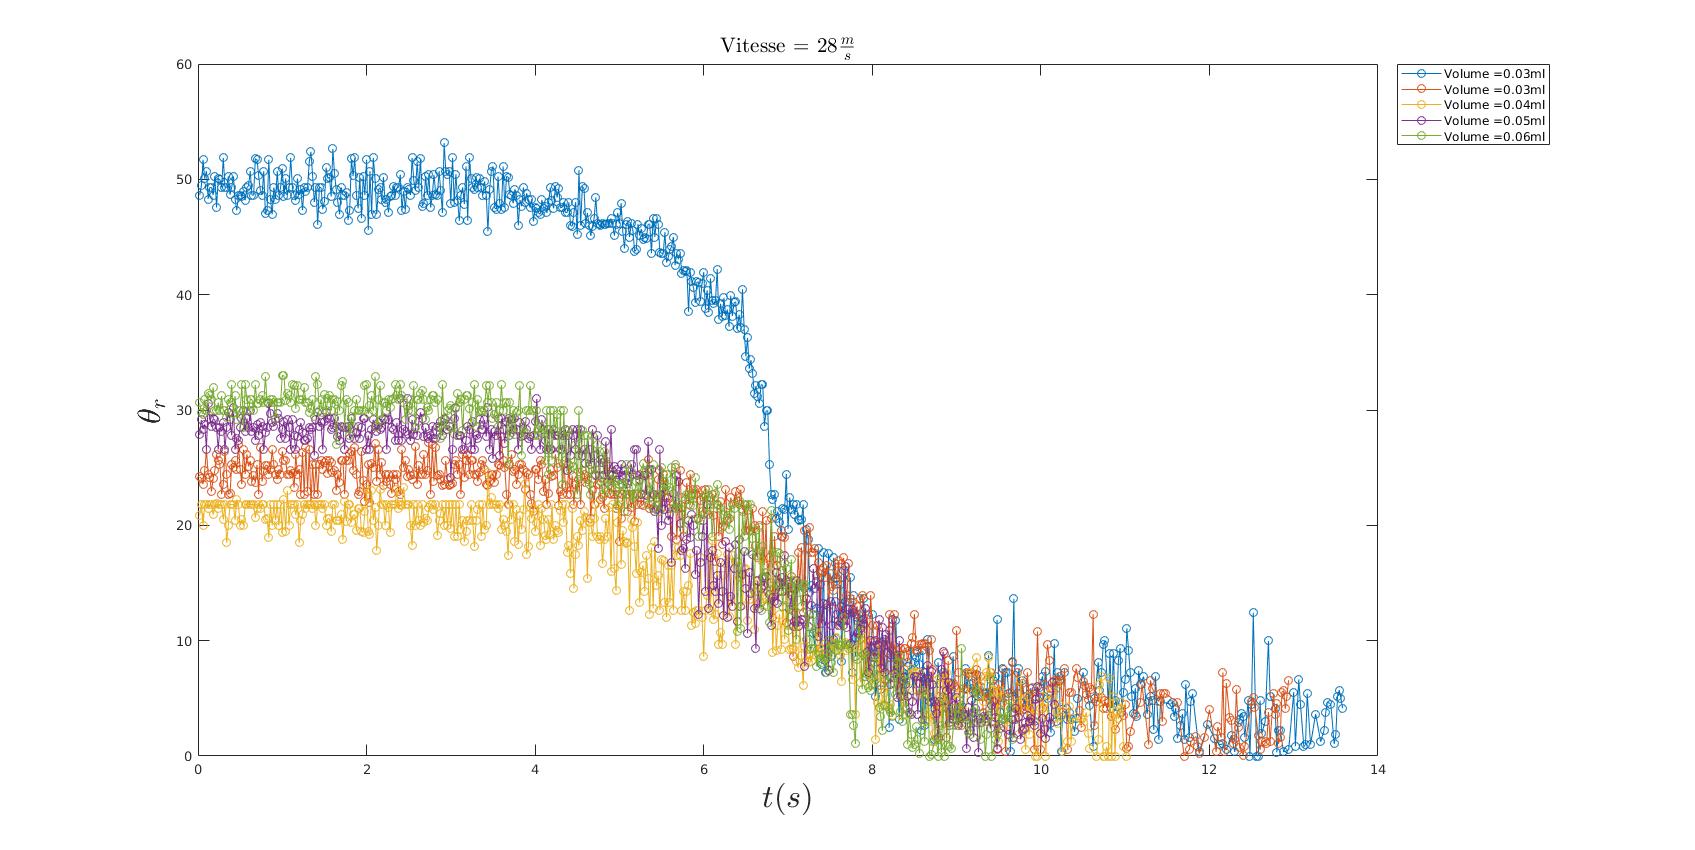 Vitesse = 28 m/s
Volume =0.03ml
Volume =0.03ml
Volume =0.04ml
Volume =0.05ml
Volume =0.06ml
60
50
40
30
20
10
0
θr
0 2 4 6 8 10 12 14
t(s)